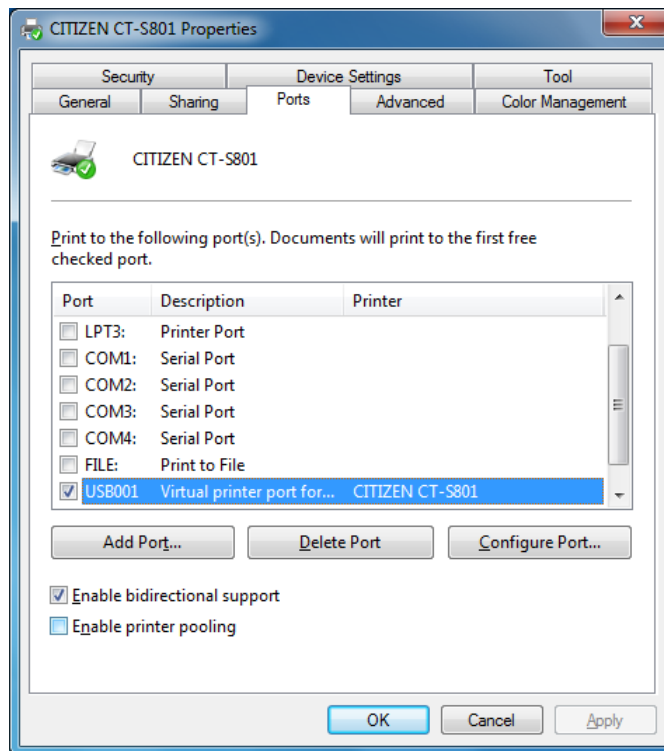 CITIZEN CT-S801 Properties
Security Device Settings Tool
General Sharing Ports Advanced Color Management
CITIZEN CT-S801
Print to the following port(s). Documents will print to the first free
checked port.
Port Description Printer
LPT3: Printer Port
COM1: Serial Port
COM2: Serial Port
COM3: Serial Port
COM4: Serial Port
FILE: Print to File
USB001 Virtual printer port for... CITIZEN CT-S801
Add Port... Delete Port Configure Port...
Enable bidirectional support
Enable printer pooling
OK Cancel Apply